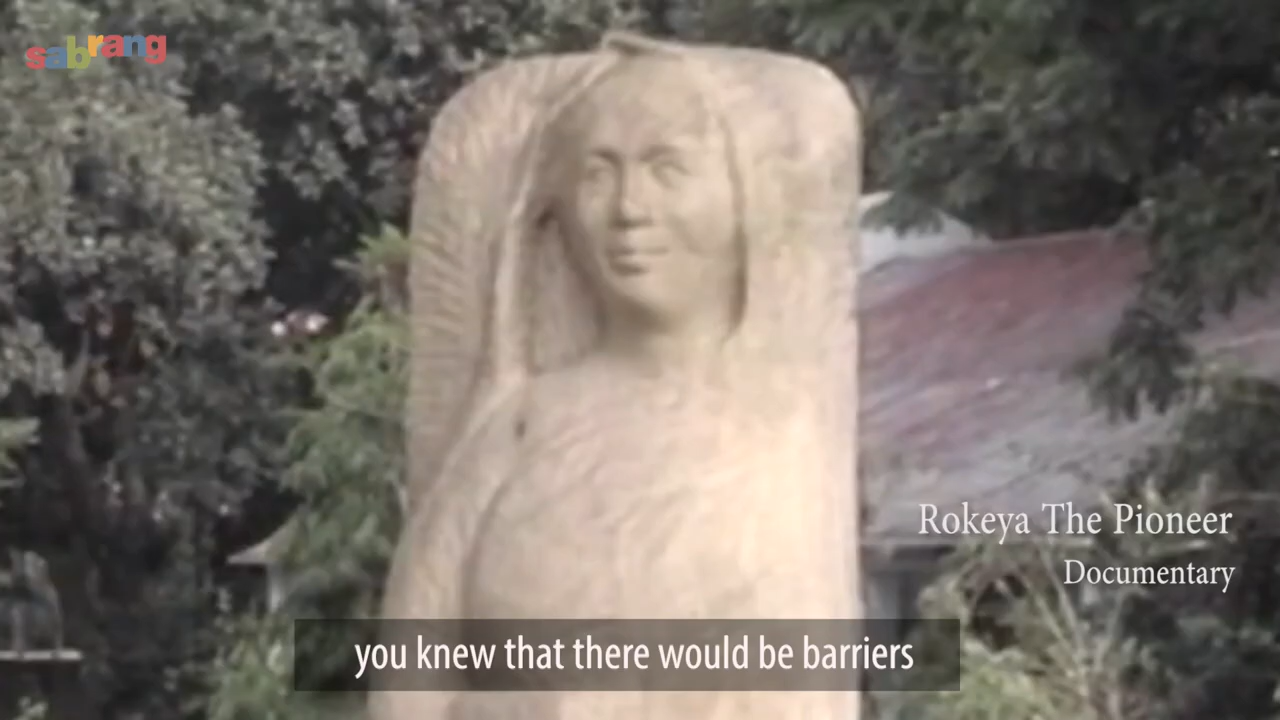 sabrang
Rokeya The Pioneer
Documentary
you knew that there would be barriers